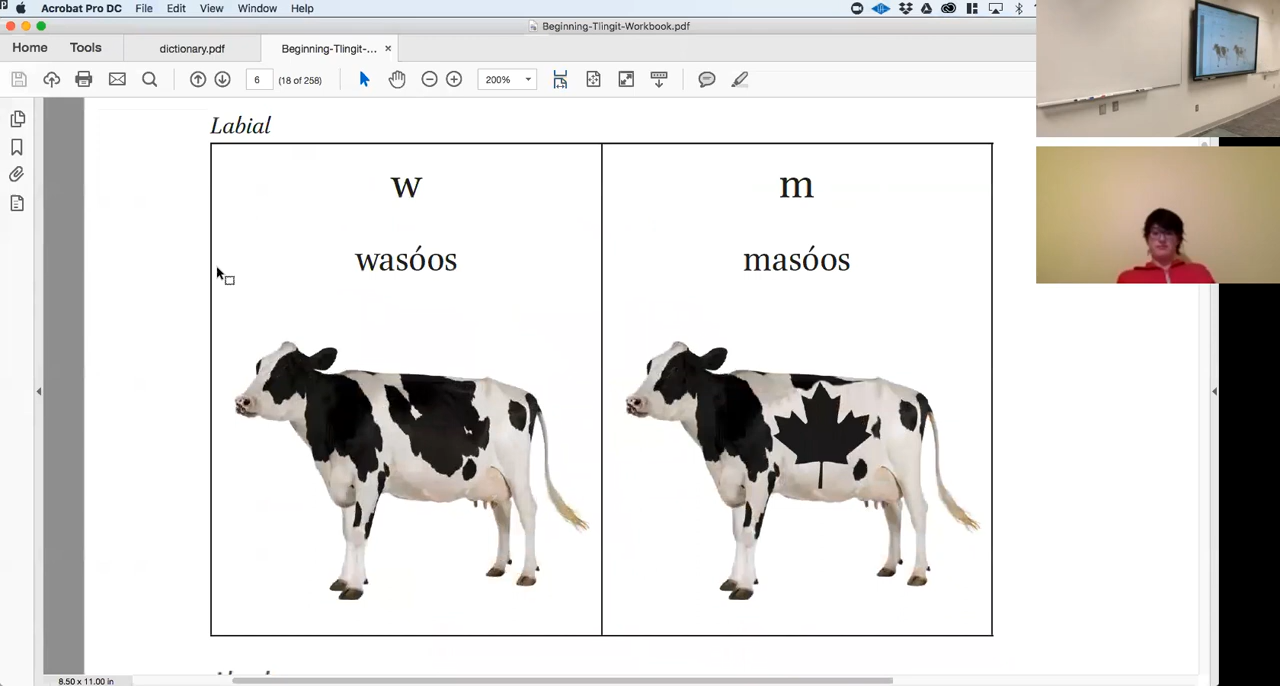 Acrobat Pro DC File Edit View Window Help
Beginning-Tlingit-Workbook.pdf
Home Tools dictionary.pdf Beginning-Tlingit-... ×
6 (18 of 258) 200%
Labial
w m
wasóos masóos
8.50 x 11.00 in